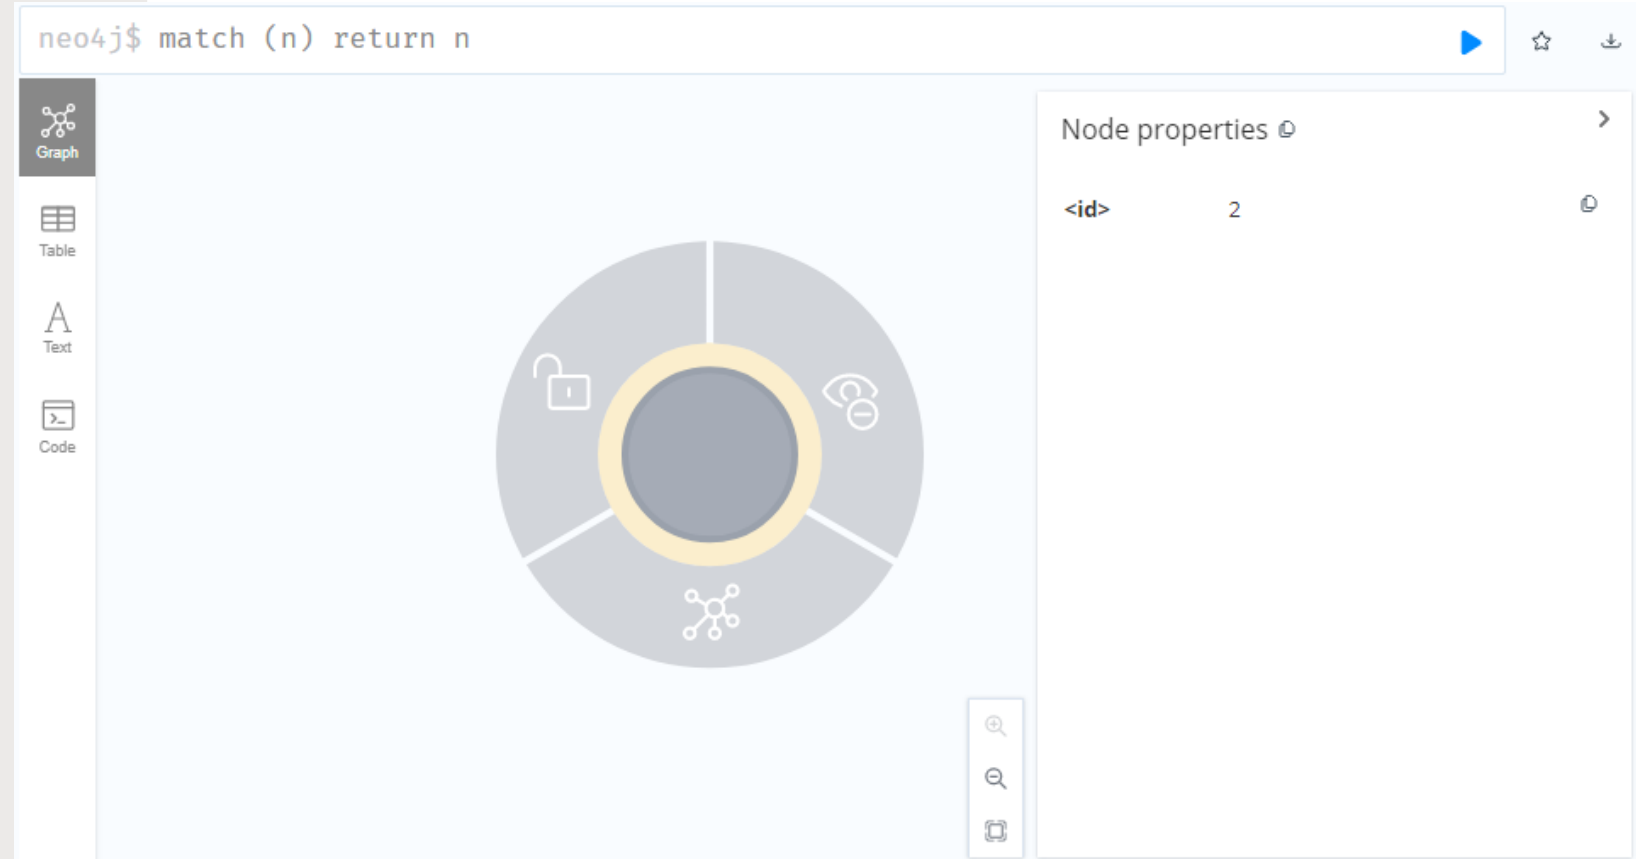 neo4j$ match (n) return n
Graph
Table
Text
Code
Node properties
<id> 2